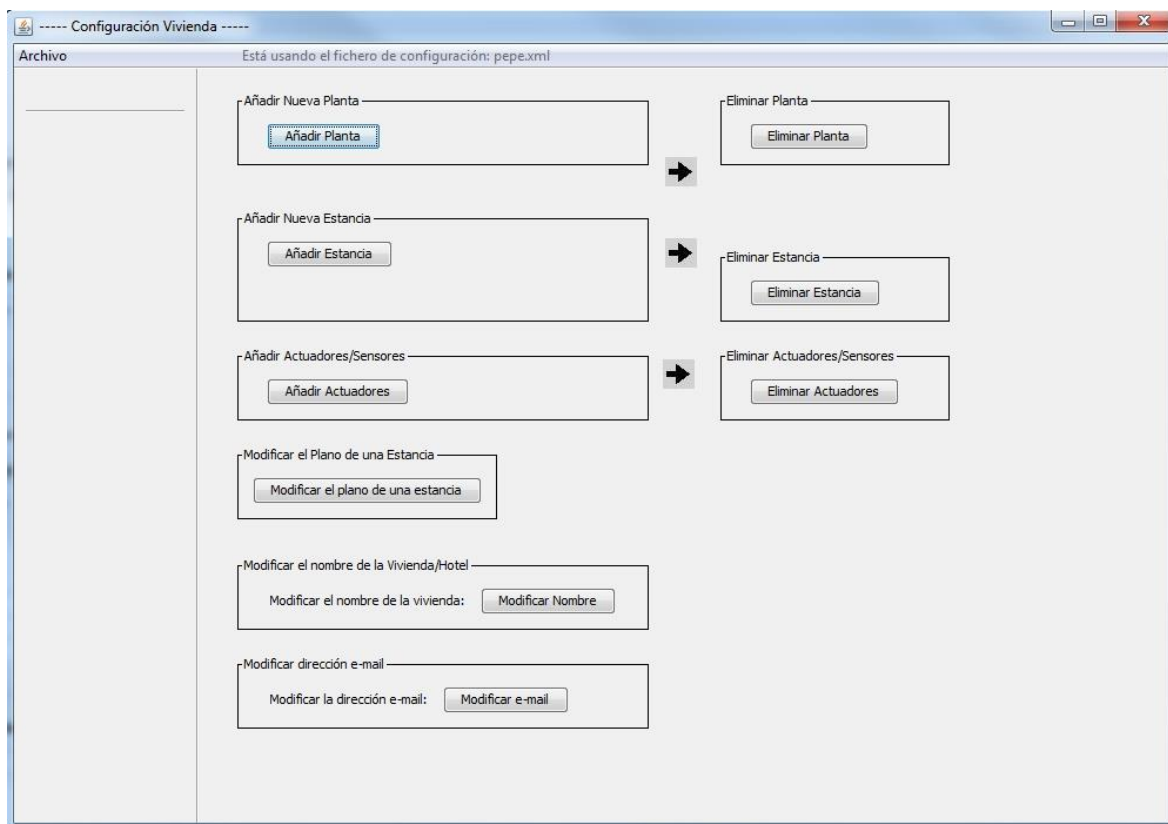 ----- Configuración Vivienda -----
Archivo
Está usando el fichero de configuración: pepe.xml
Añadir Nueva Planta
Añadir Planta
Eliminar Planta
Eliminar Planta
Añadir Nueva Estancia
Añadir Estancia
Eliminar Estancia
Eliminar Estancia
Añadir Actuadores/Sensores
Añadir Actuadores
Eliminar Actuadores/Sensores
Eliminar Actuadores
Modificar el Plano de una Estancia
Modificar el plano de una estancia
Modificar el nombre de la Vivienda/Hotel
Modificar el nombre de la vivienda: Modificar Nombre
Modificar dirección e-mail
Modificar la dirección e-mail: Modificar e-mail